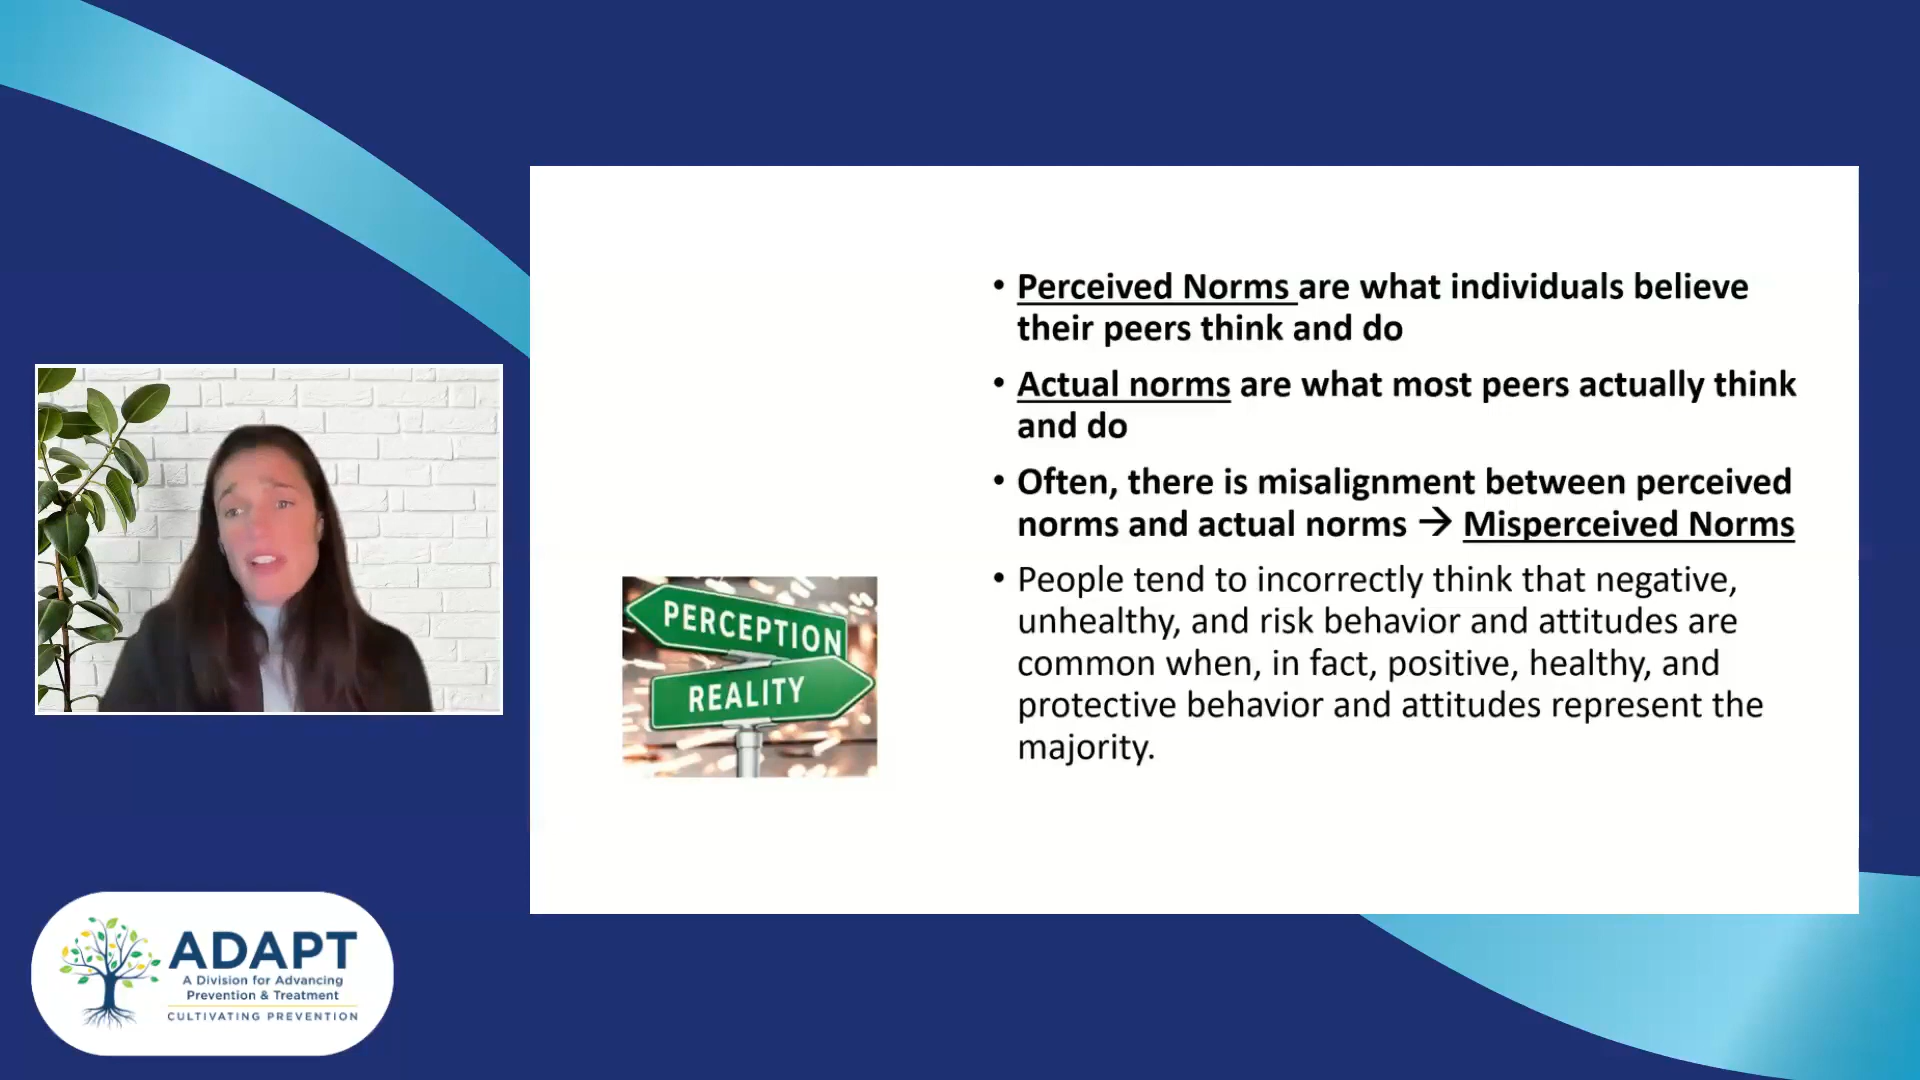 • Perceived Norms are what individuals believe
their peers think and do
• Actual norms are what most peers actually think
and do
• Often, there is misalignment between perceived
norms and actual norms → Misperceived Norms
• People tend to incorrectly think that negative,
unhealthy, and risk behavior and attitudes are
common when, in fact, positive, healthy, and
protective behavior and attitudes represent the
majority.
PERCEPTION
REALITY
ADAPT
A Division for Advancing
Prevention & Treatment
CULTIVATING PREVENTION